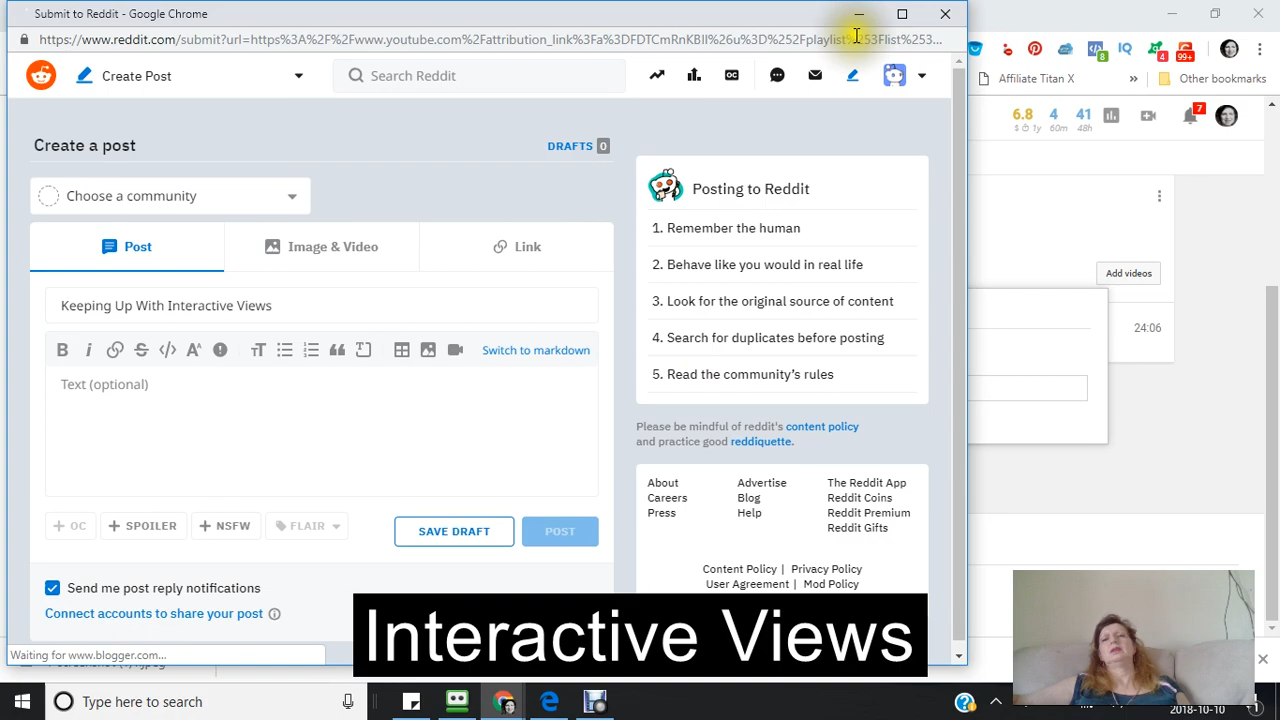 Submit to Reddit - Google Chrome
https://www.reddit.com/submit?url=https%3A%2F%2Fwww.youtube.com%2Fattribution_link%3Fa%3DFDTCmRnKBII%26u%3D%252Fplaylist%253Flist%253...
Create Post
Search Reddit
Affiliate Titan X
»
Other bookmarks
8
4
99+
6.8
4
41
$ 1y
60m
48h
7
Create a post
DRAFTS 0
Choose a community
Post
Image & Video
Link
Keeping Up With Interactive Views
Switch to markdown
Text (optional)
+ OC
+ SPOILER
+ NSFW
FLAIR
SAVE DRAFT
POST
Send me post reply notifications
Connect accounts to share your post
Posting to Reddit
1. Remember the human
2. Behave like you would in real life
3. Look for the original source of content
4. Search for duplicates before posting
5. Read the community's rules
Please be mindful of reddit's content policy
and practice good reddiquette.
About
Careers
Press
Advertise
Blog
Help
The Reddit App
Reddit Coins
Reddit Premium
Reddit Gifts
Content Policy | Privacy Policy
User Agreement | Mod Policy
Add videos
24:06
Interactive Views
Waiting for www.blogger.com...
Type here to search
2018-10-10